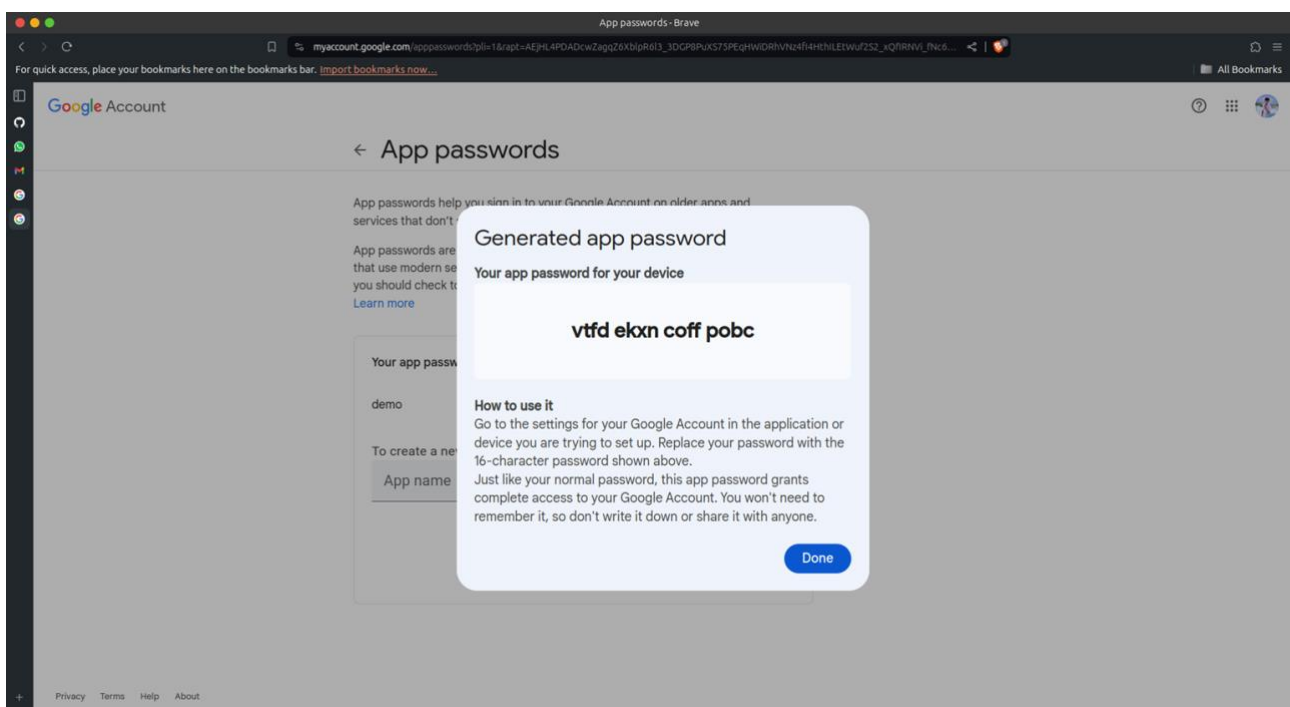 App passwords - Brave
myaccount.google.com/apppasswords?pli=1&rapt=
For quick access, place your bookmarks here on the bookmarks bar. Import bookmarks now...
All Bookmarks
Google Account
App passwords
App passwords help you sign in to your Google Account on older apps and
services that don't
App passwords are
that use modern se
you should check to
Learn more
Your app passw
demo
To create a ne
App name
Generated app password
Your app password for your device
vtfd ekxn coff pobc
How to use it
Go to the settings for your Google Account in the application or
device you are trying to set up. Replace your password with the
16-character password shown above.
Just like your normal password, this app password grants
complete access to your Google Account. You won't need to
remember it, so don't write it down or share it with anyone.
Done
Privacy Terms Help About